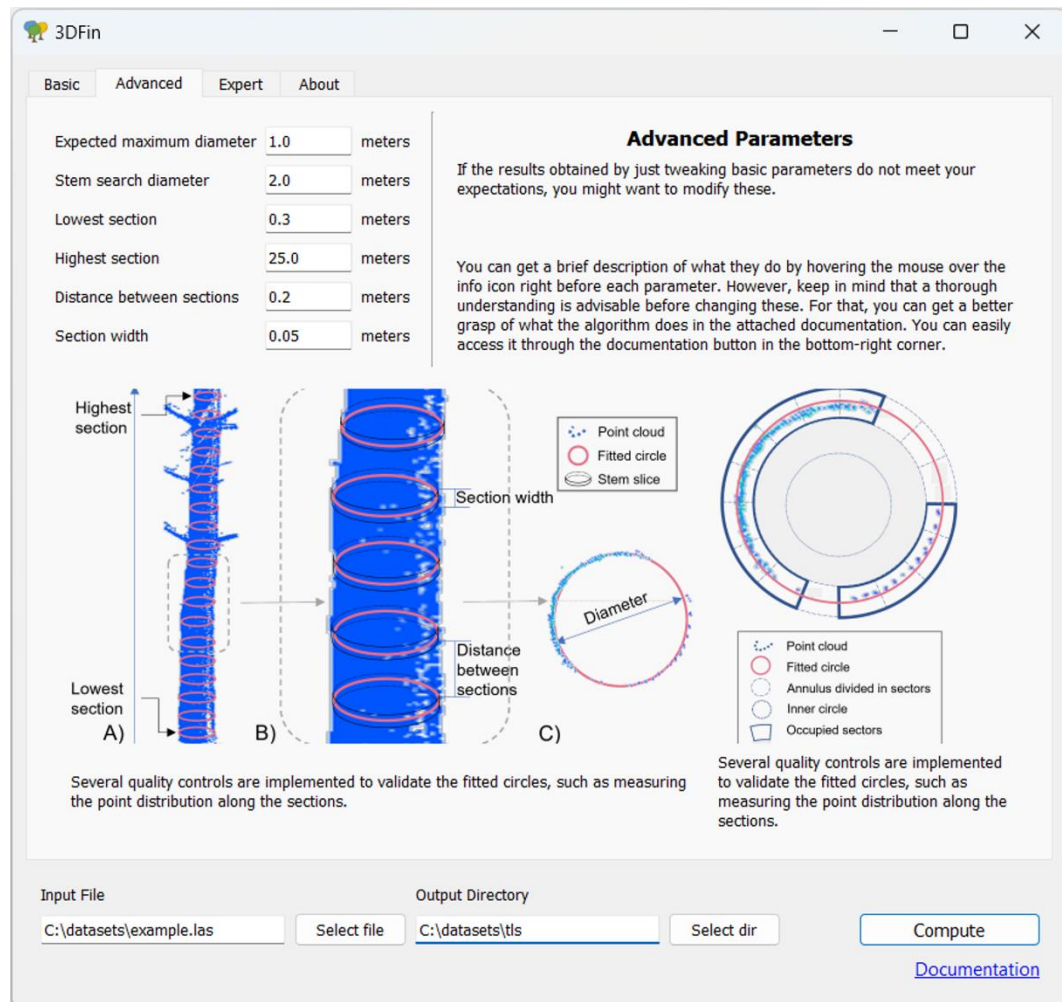 3DFin
Basic
Advanced
Expert
About
Expected maximum diameter 1.0 meters
Stem search diameter 2.0 meters
Lowest section 0.3 meters
Highest section 25.0 meters
Distance between sections 0.2 meters
Section width 0.05 meters
Advanced Parameters
If the results obtained by just tweaking basic parameters do not meet your
expectations, you might want to modify these.
You can get a brief description of what they do by hovering the mouse over the
info icon right before each parameter. However, keep in mind that a thorough
understanding is advisable before changing these. For that, you can get a better
grasp of what the algorithm does in the attached documentation. You can easily
access it through the documentation button in the bottom-right corner.
Highest
section
Lowest
section
A)
B)
Section width
Distance
between
sections
C)
Point cloud
Fitted circle
Stem slice
Diameter
Point cloud
Fitted circle
Annulus divided in sectors
Inner circle
Occupied sectors
Several quality controls are implemented to validate the fitted circles, such as measuring
the point distribution along the sections.
Several quality controls are implemented
to validate the fitted circles, such as
measuring the point distribution along the
sections.
Input File
C:\datasets\example.las
Select file
Output Directory
C:\datasets\tls
Select dir
Compute
Documentation